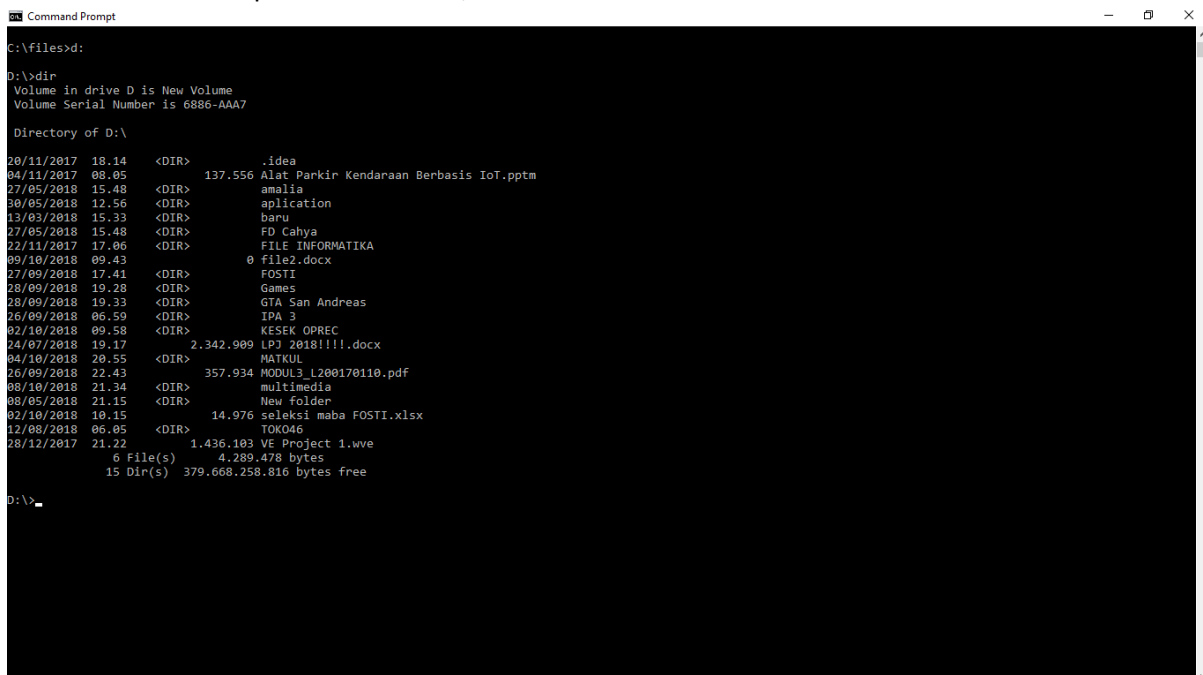 Command Prompt
C:\files>d:
D:\>dir
 Volume in drive D is New Volume
 Volume Serial Number is 6886-AAA7
 Directory of D:\
20/11/2017  18.14    <DIR>          .idea
04/11/2017  08.05           137.556 Alat Parkir Kendaraan Berbasis IoT.pptm
27/05/2018  15.48    <DIR>          amalia
30/05/2018  12.56    <DIR>          aplication
13/03/2018  15.33    <DIR>          baru
27/05/2018  15.48    <DIR>          FD Cahya
22/11/2017  17.06    <DIR>          FILE INFORMATIKA
09/10/2018  09.43                 0 file2.docx
27/09/2018  17.41    <DIR>          FOSTI
28/09/2018  19.28    <DIR>          Games
28/09/2018  19.33    <DIR>          GTA San Andreas
26/09/2018  06.59    <DIR>          IPA 3
02/10/2018  09.58    <DIR>          KESEK OPREC
24/07/2018  19.17         2.342.909 LPJ 2018!!!!.docx
04/10/2018  20.55    <DIR>          MATKUL
26/09/2018  22.43           357.934 MODUL3_L200170110.pdf
08/10/2018  21.34    <DIR>          multimedia
08/05/2018  21.15    <DIR>          New folder
02/10/2018  10.15            14.976 seleksi maba FOSTI.xlsx
12/08/2018  06.05    <DIR>          TOKO46
28/12/2017  21.22         1.436.103 VE Project 1.wve
               6 File(s)      4.289.478 bytes
              15 Dir(s)  379.668.258.816 bytes free
D:\>